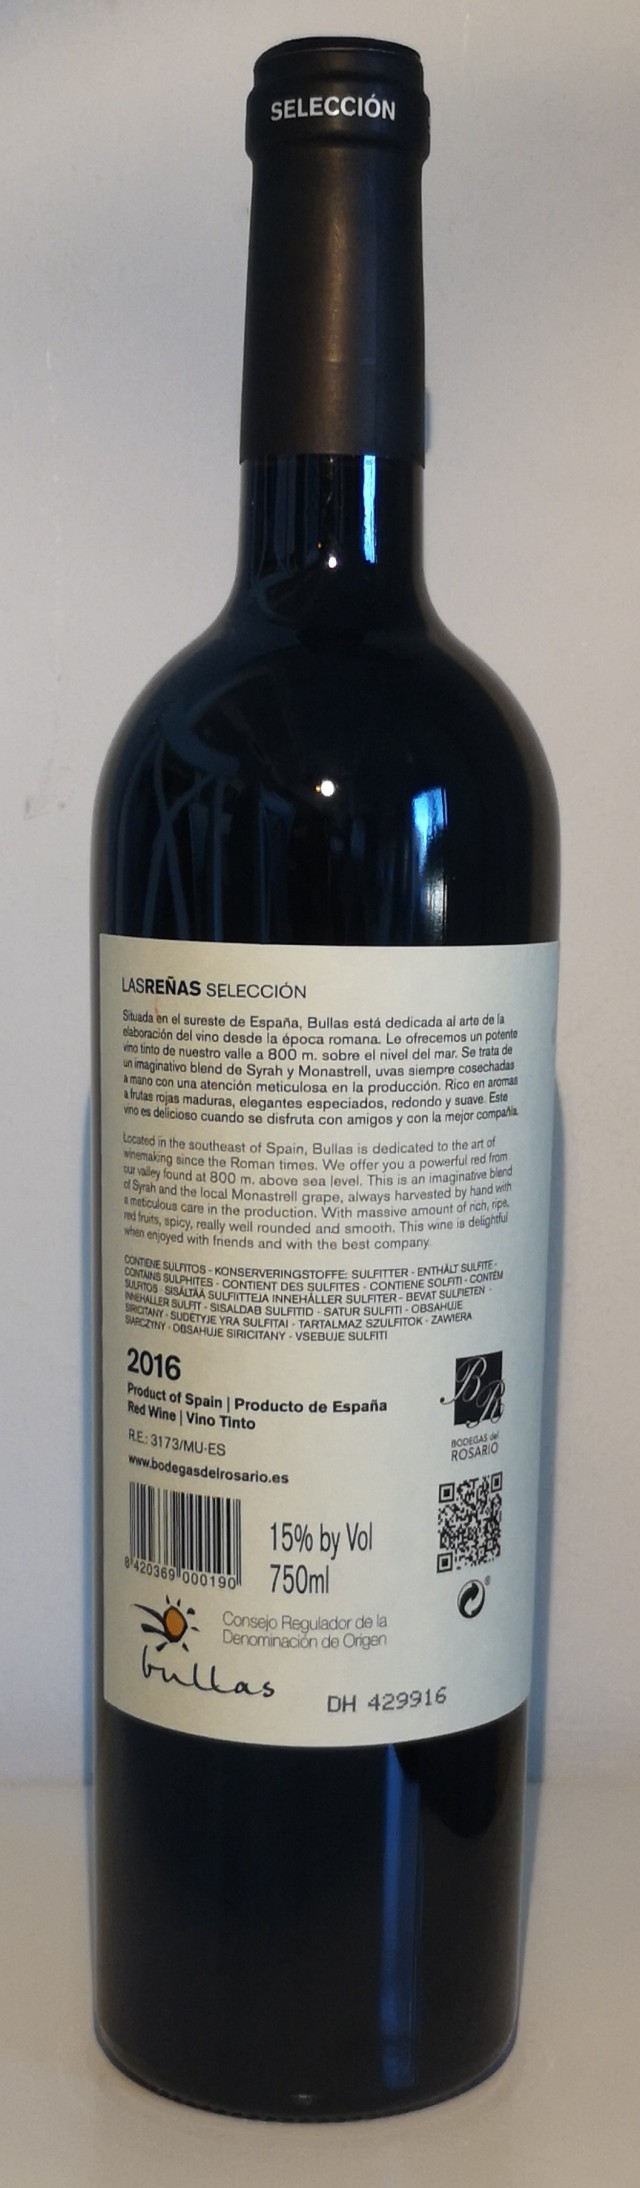 SELECCIÓN
LASREÑAS SELECCIÓN
Situada en el sureste de España, Bullas está dedicada al arte de la
elaboración del vino desde la época romana. Le ofrecemos un potente
vino tinto de nuestro valle a 800 m. sobre el nivel del mar. Se trata de
un imaginativo blend de Syrah y Monastrell, uvas siempre cosechadas
a mano con una atención meticulosa en la producción. Rico en aromas
a frutas rojas maduras, elegantes especiados, redondo y suave. Este
vino es delicioso cuando se disfruta con amigos y con la mejor compañía.
Located in the southeast of Spain, Bullas is dedicated to the art of
winemaking since the Roman times. We offer you a powerful red from
our valley found at 800 m. above sea level. This is an imaginative blend
of Syrah and the local Monastrell grape, always harvested by hand with
a meticulous care in the production. With massive amount of rich, ripe,
red fruits, spicy, really well rounded and smooth. This wine is delightful
when enjoyed with friends and with the best company.
CONTIENE SULFITOS - KONSERVERINGSTOFFE: SULFITTER - ENTHÄLT SULFITE -
CONTAINS SULPHITES - CONTIENT DES SULFITES - CONTIENE SOLFITI - CONTÉM
SULFITOS - SISÄLTÄÄ SULFIITTEJA INNEHÅLLER SULFITER - BEVAT SULFIETEN -
INNEHÅLLER SULFIT - SISALDAB SULFITID - SATUR SULFITI - OBSAHUJE
SIRICITANY - SUDĖTYJE YRA SULFITAI - TARTALMAZ SZULFITOK - ZAWIERA
SIARCZYNY - OBSAHUJE SIRICITANY - VSEBUJE SULFITI
2016
Product of Spain | Producto de España
Red Wine | Vino Tinto
R.E.: 3173/MU-ES
www.bodegasdelrosario.es
BR
BODEGAS del
ROSARIO
8 420369 000190
15% by Vol
750ml
Consejo Regulador de la
Denominación de Origen
bullas
DH 429916